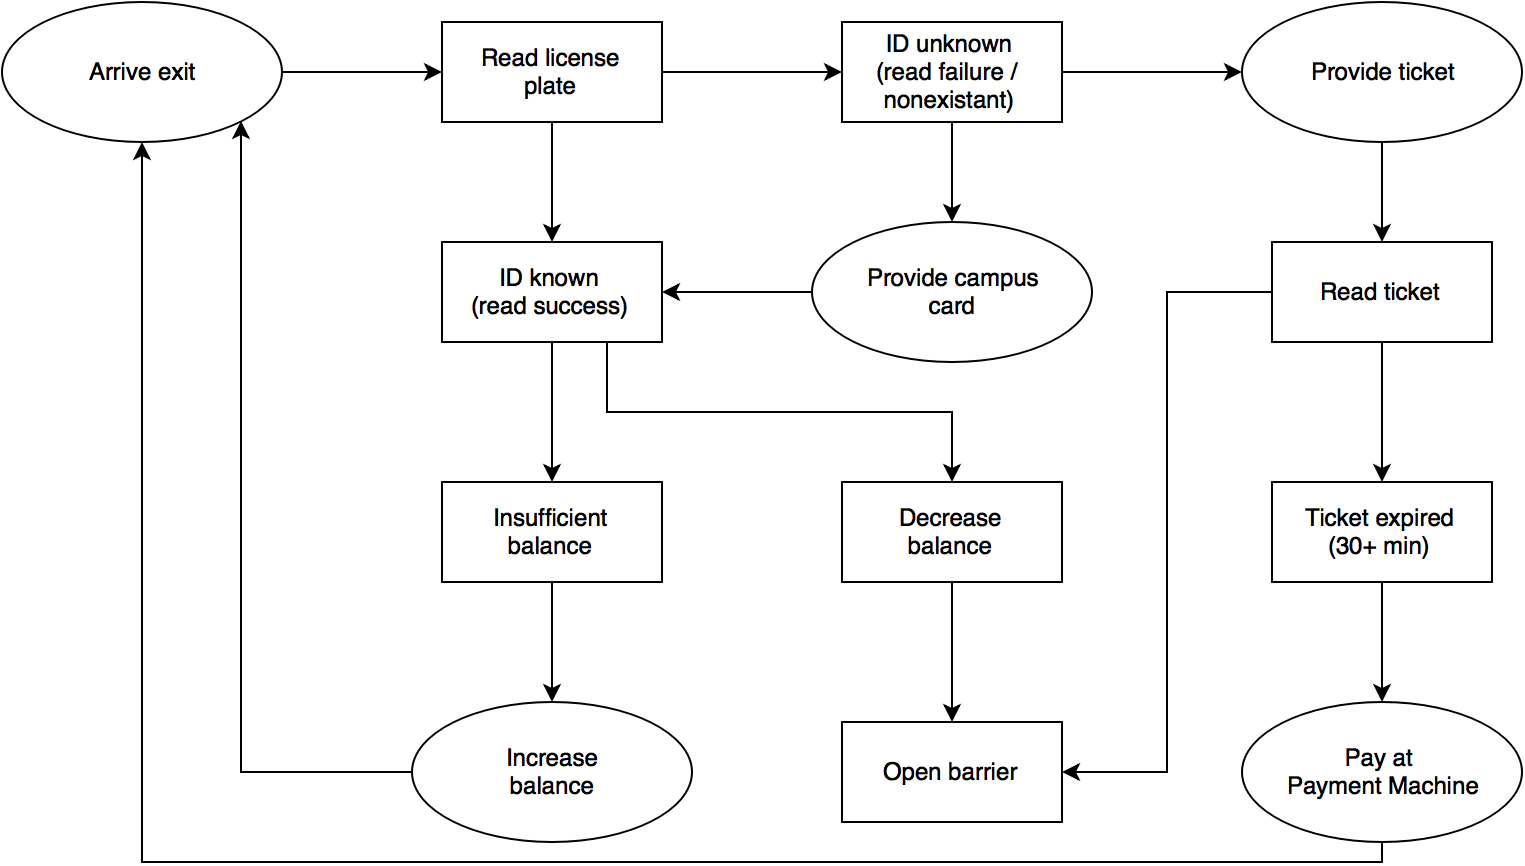 Arrive exit
Read license
plate
ID unknown
(read failure /
nonexistant)
Provide ticket
ID known
(read success)
Provide campus
card
Read ticket
Insufficient
balance
Decrease
balance
Ticket expired
(30+ min)
Increase
balance
Open barrier
Pay at
Payment Machine